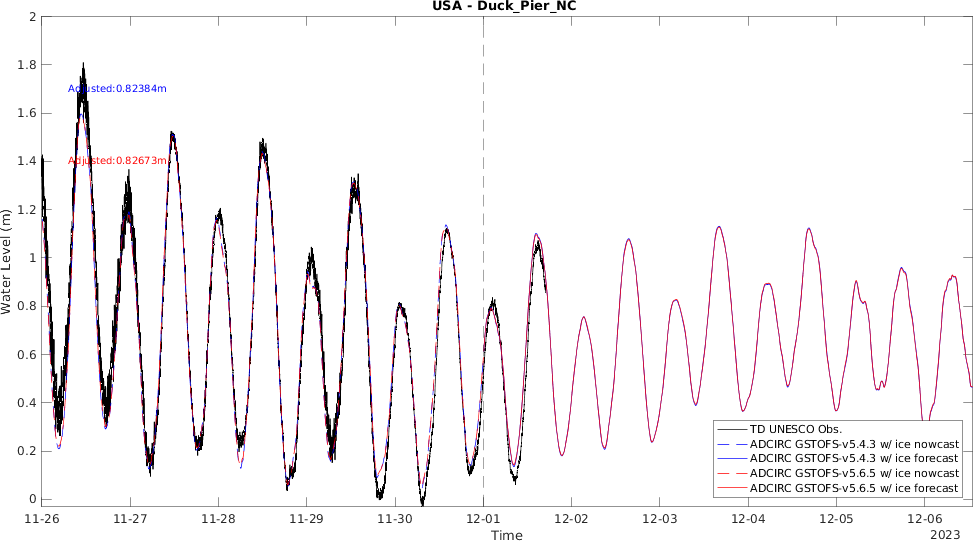 USA - Duck_Pier_NC
Water Level (m)
2
1.8
1.6
1.4
1.2
1
0.8
0.6
0.4
0.2
0
Adjusted:0.82384m
Adjusted:0.82673m
TD UNESCO Obs.
ADCIRC GSTOFS-v5.4.3 w/ ice nowcast
ADCIRC GSTOFS-v5.4.3 w/ ice forecast
ADCIRC GSTOFS-v5.6.5 w/ ice nowcast
ADCIRC GSTOFS-v5.6.5 w/ ice forecast
11-26 11-27 11-28 11-29 11-30 12-01 12-02 12-03 12-04 12-05 12-06
Time
2023